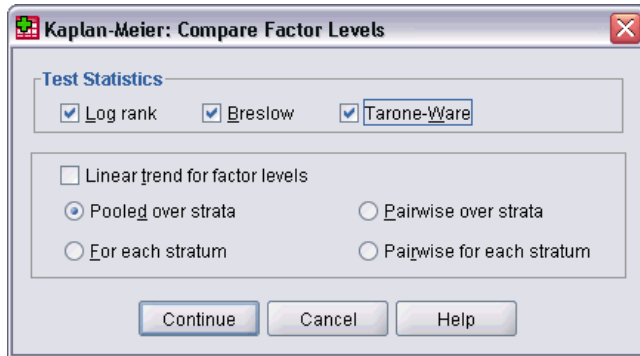 Kaplan-Meier: Compare Factor Levels
Test Statistics
Log rank Breslow Tarone-Ware
Linear trend for factor levels
Pooled over strata Pairwise over strata
For each stratum Pairwise for each stratum
Continue Cancel Help